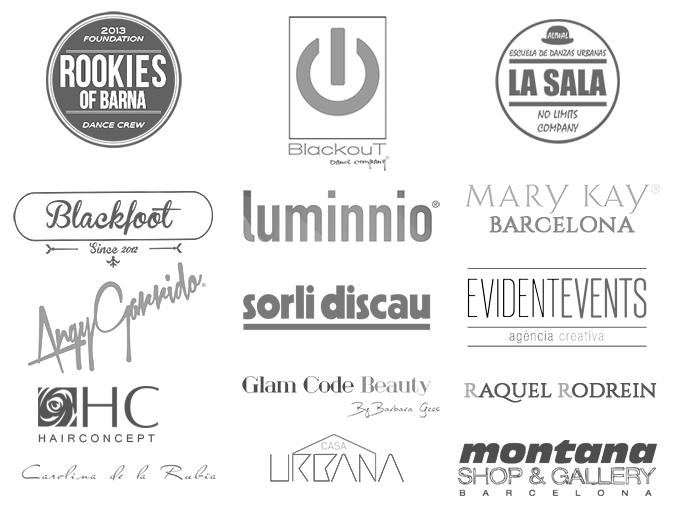 2013
FOUNDATION
ROOKIES
OF BARNA
DANCE CREW
BlackouT
Dance company
ESCUELA DE DANZAS URBANAS
LA SALA
NO LIMITS
COMPANY
Blackfoot
Since 2012
luminnio®
MARY KAY®
BARCELONA
Angy Garrido®
sorli discau
EVIDENTEVENTS
agència creativa
HC
HAIRCONCEPT
Glam Code Beauty
By Barbara Gees
RAQUEL RODREIN
Carolina de la Rubia
CASA
URBANA
montana
SHOP & GALLERY
BARCELONA